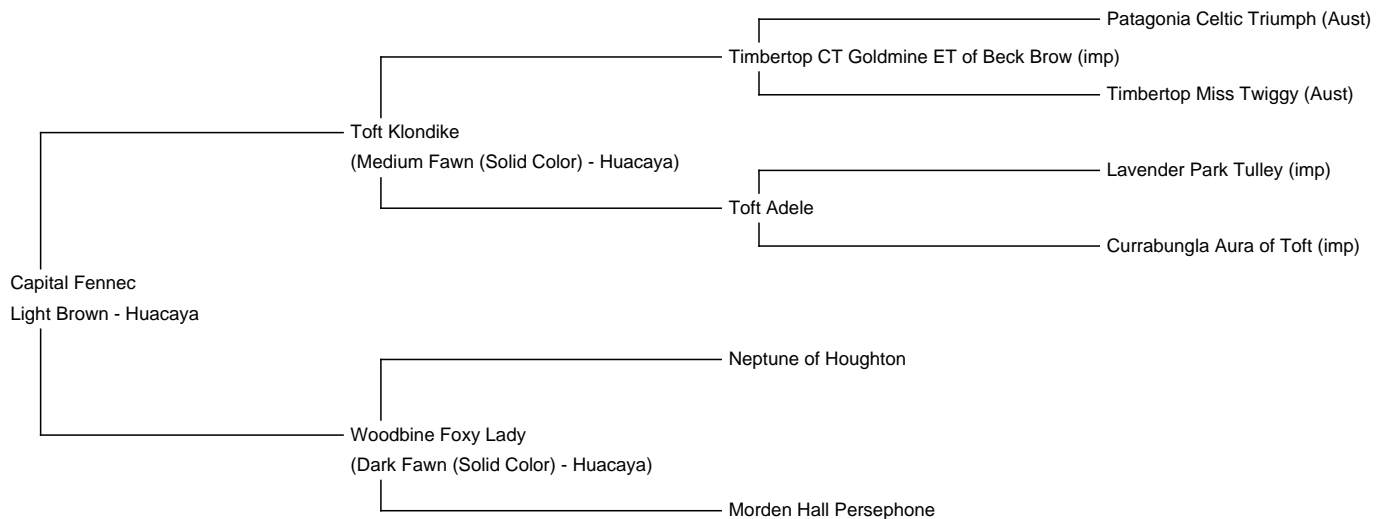 Patagonia Celtic Triumph (Aust)
Timbertop CT Goldmine ET of Beck Brow (imp)
Timbertop Miss Twiggy (Aust)
Toft Klondike
(Medium Fawn (Solid Color) - Huacaya)
Lavender Park Tulley (imp)
Toft Adele
Currabungla Aura of Toft (imp)
Capital Fennec
Light Brown - Huacaya
Neptune of Houghton
Woodbine Foxy Lady
(Dark Fawn (Solid Color) - Huacaya)
Morden Hall Persephone